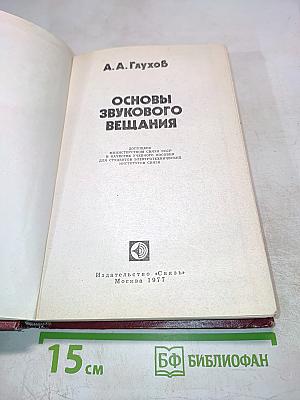 А. А. Глухов
ОСНОВЫ
ЗВУКОВОГО
ВЕЩАНИЯ
ДОПУЩЕНО
МИНИСТЕРСТВОМ СВЯЗИ СССР
В КАЧЕСТВЕ УЧЕБНОГО ПОСОБИЯ
ДЛЯ СТУДЕНТОВ ЭЛЕКТРОТЕХНИЧЕСКИХ
ИНСТИТУТОВ СВЯЗИ
Издательство «Связь»
Москва 1977
15 см
БФ БИБЛИОФАН